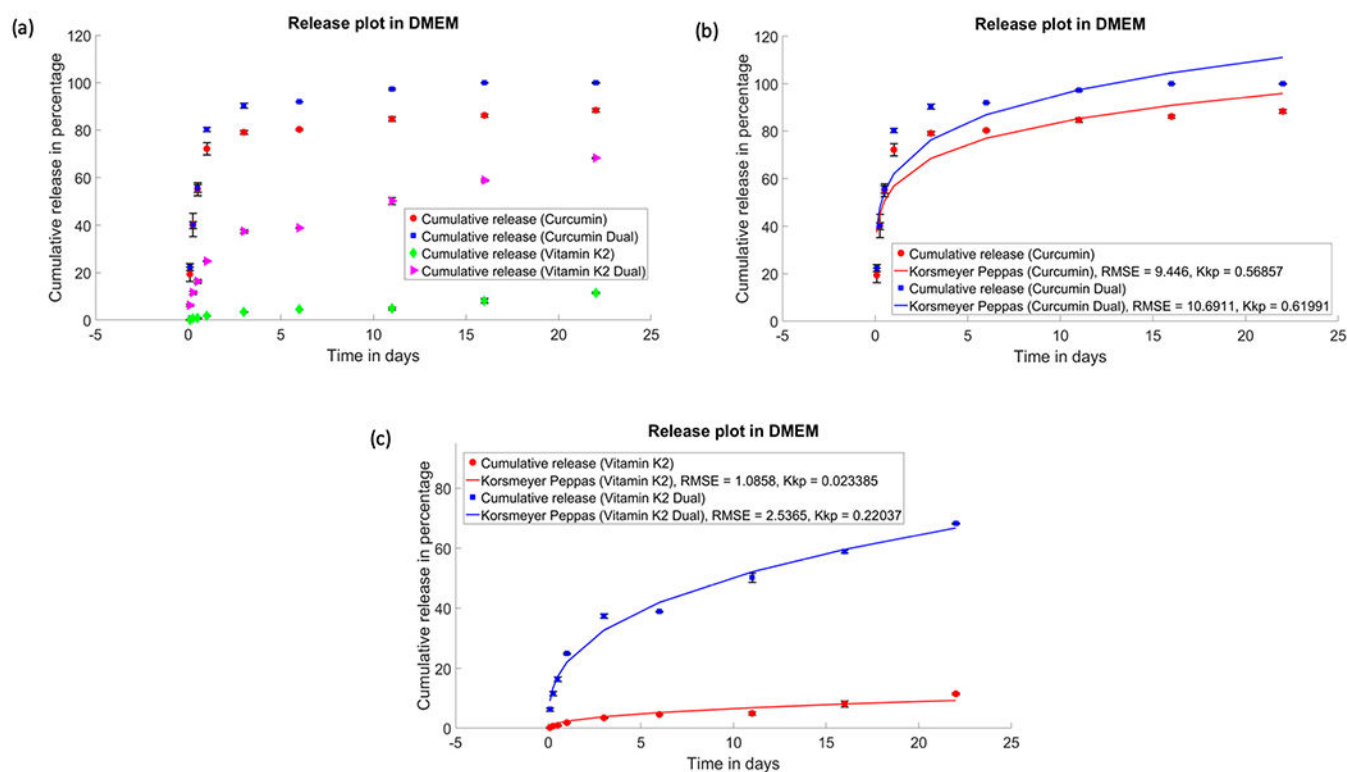 (a)
Release plot in DMEM
120
100
80
60
40
20
0
-5
0
5
10
15
20
25
Cumulative release in percentage
Time in days
Cumulative release (Curcumin)
Cumulative release (Curcumin Dual)
Cumulative release (Vitamin K2)
Cumulative release (Vitamin K2 Dual)
(b)
Release plot in DMEM
120
100
80
60
40
20
0
-5
0
5
10
15
20
25
Cumulative release in percentage
Time in days
Cumulative release (Curcumin)
Korsmeyer Peppas (Curcumin), RMSE = 9.446, Kkp = 0.56857
Cumulative release (Curcumin Dual)
Korsmeyer Peppas (Curcumin Dual), RMSE = 10.6911, Kkp = 0.61991
(c)
Release plot in DMEM
80
60
40
20
0
-5
0
5
10
15
20
25
Cumulative release in percentage
Time in days
Cumulative release (Vitamin K2)
Korsmeyer Peppas (Vitamin K2), RMSE = 1.0858, Kkp = 0.023385
Cumulative release (Vitamin K2 Dual)
Korsmeyer Peppas (Vitamin K2 Dual), RMSE = 2.5365, Kkp = 0.22037